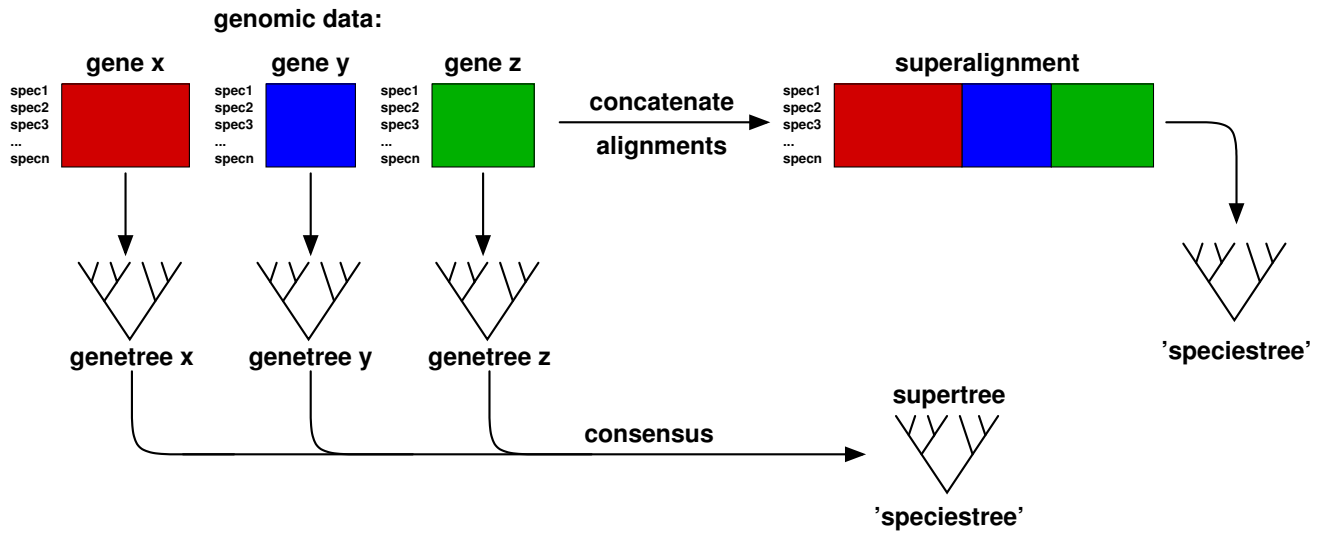 genomic data:
gene x
gene y
gene z
superalignment
spec1
spec2
spec3
...
specn
spec1
spec2
spec3
...
specn
spec1
spec2
spec3
...
specn
concatenate
alignments
spec1
spec2
spec3
...
specn
genetree x
genetree y
genetree z
'speciestree'
consensus
supertree
'speciestree'